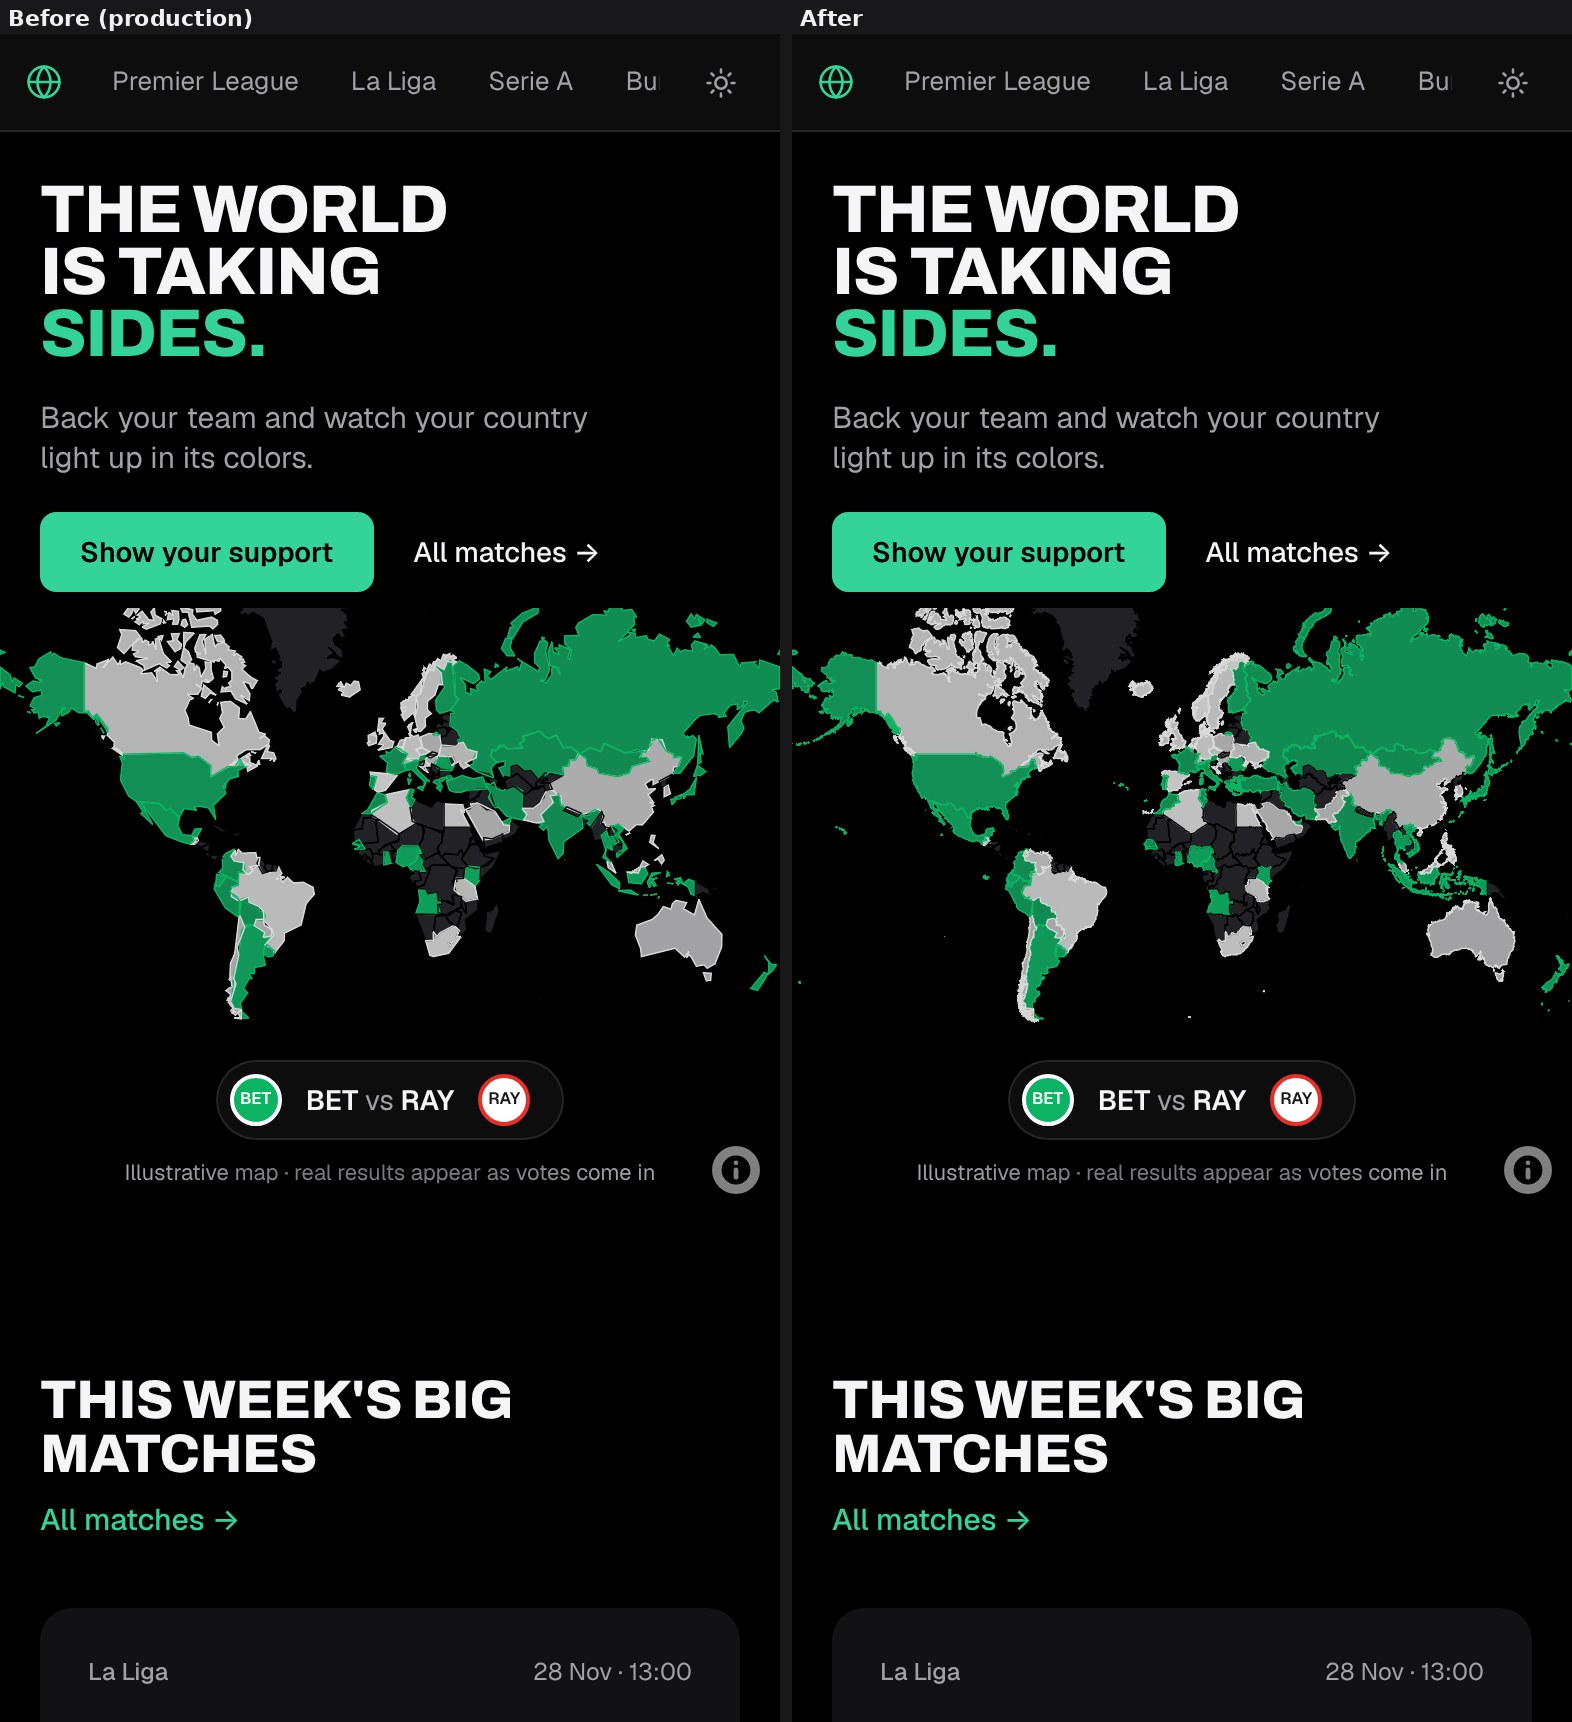 Before (production)
Premier League La Liga Serie A Bu
THE WORLD
IS TAKING
SIDES.
Back your team and watch your country
light up in its colors.
Show your support All matches →
BET BET vs RAY RAY
Illustrative map · real results appear as votes come in
THIS WEEK'S BIG
MATCHES
All matches →
La Liga 28 Nov · 13:00
After
Premier League La Liga Serie A Bu
THE WORLD
IS TAKING
SIDES.
Back your team and watch your country
light up in its colors.
Show your support All matches →
BET BET vs RAY RAY
Illustrative map · real results appear as votes come in
THIS WEEK'S BIG
MATCHES
All matches →
La Liga 28 Nov · 13:00